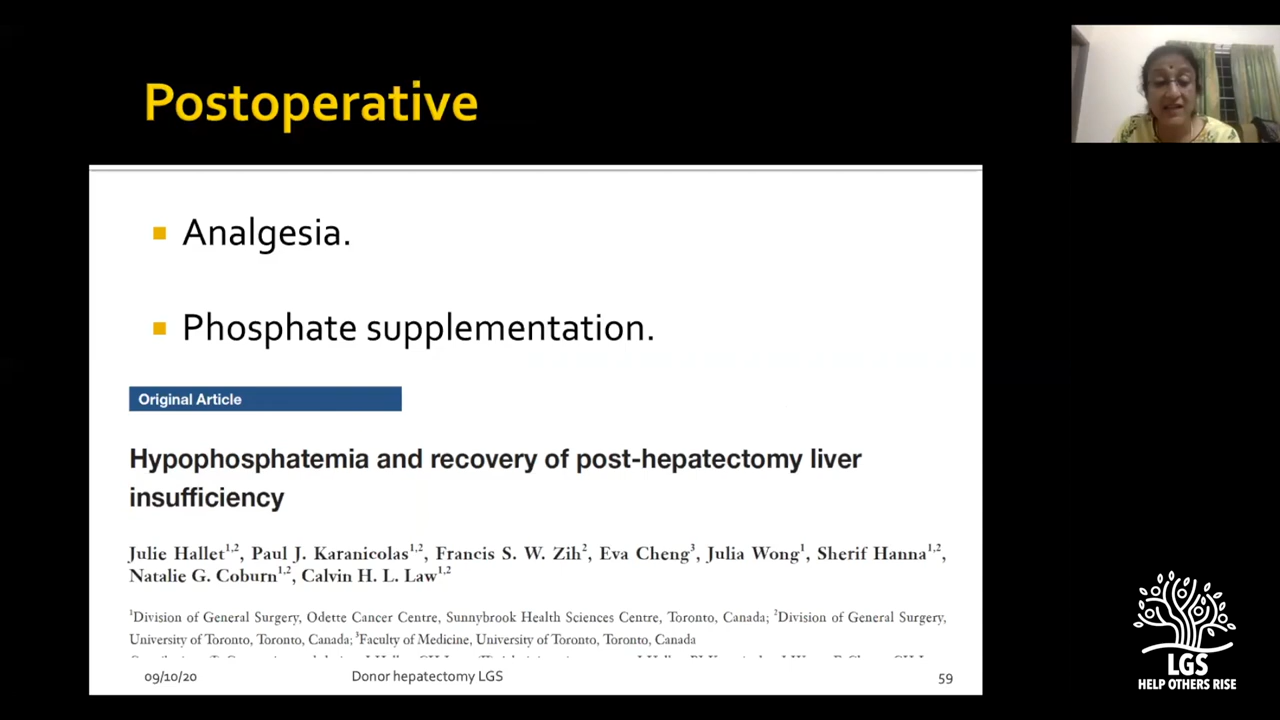 Postoperative
Analgesia.
Phosphate supplementation.
Original Article
Hypophosphatemia and recovery of post-hepatectomy liver
insufficiency
Julie Hallet1,2, Paul J. Karanicolas1,2, Francis S. W. Zih2, Eva Cheng3, Julia Wong1, Sherif Hanna1,2,
Natalie G. Coburn1,2, Calvin H. L. Law1,2
1Division of General Surgery, Odette Cancer Centre, Sunnybrook Health Sciences Centre, Toronto, Canada; 2Division of General Surgery,
University of Toronto, Toronto, Canada; 3Faculty of Medicine, University of Toronto, Toronto, Canada
09/10/20
Donor hepatectomy LGS
59
LGS
HELP OTHERS RISE